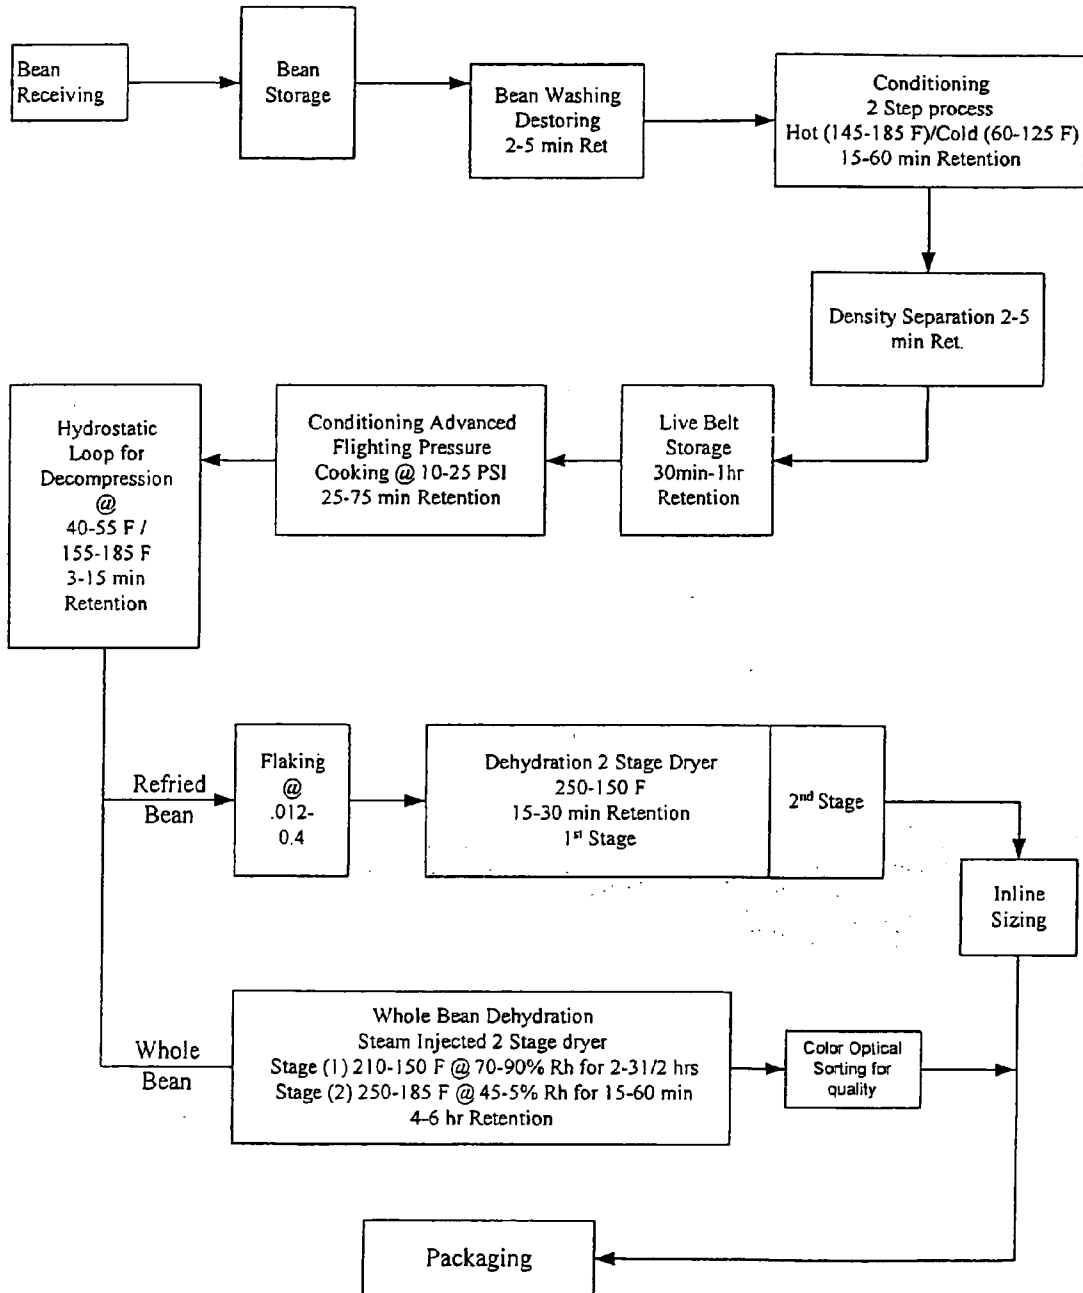 Bean
Receiving
Bean
Storage
Bean Washing
Destoring
2-5 min Ret
Conditioning
2 Step process
Hot (145-185 F)/Cold (60-125 F)
15-60 min Retention
Density Separation 2-5
min Ret.
Live Belt
Storage
30min-1hr
Retention
Conditioning Advanced
Flighting Pressure
Cooking @ 10-25 PSI
25-75 min Retention
Hydrostatic
Loop for
Decompression
@
40-55 F /
155-185 F
3-15 min
Retention
Refried
Bean
Flaking
@
.012-
0.4
Dehydration 2 Stage Dryer
250-150 F
15-30 min Retention
1st Stage
2nd Stage
Inline
Sizing
Whole
Bean
Whole Bean Dehydration
Steam Injected 2 Stage dryer
Stage (1) 210-150 F @ 70-90% Rh for 2-31/2 hrs
Stage (2) 250-185 F @ 45-5% Rh for 15-60 min
4-6 hr Retention
Color Optical
Sorting for
quality
Packaging